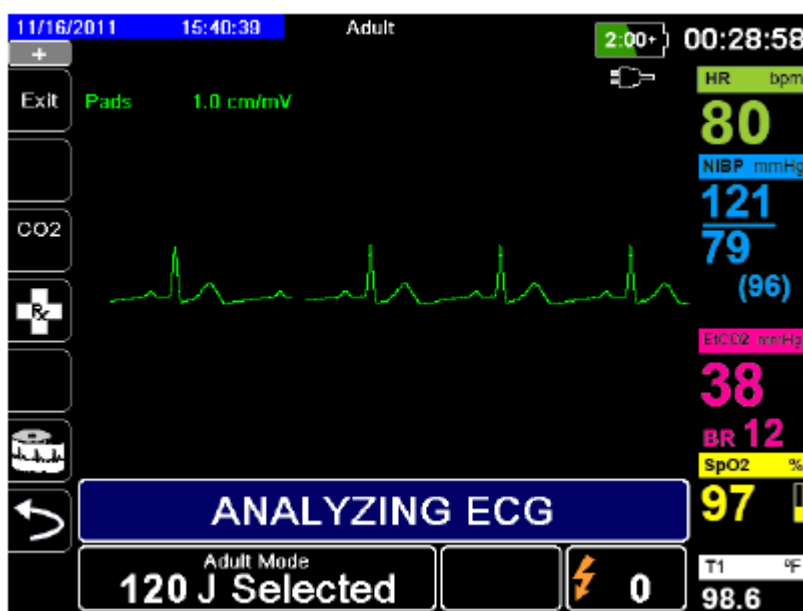 11/16/2011 15:40:39 Adult 2:00+ 00:28:58
+
Exit
Pads 1.0 cm/mV
CO2
Rx
HR bpm
80
NIBP mmHg
121
79
(96)
EtCO2 mmHg
38
BR 12
SpO2 %
97
T1 ºF
98.6
ANALYZING ECG
Adult Mode
120 J Selected
0